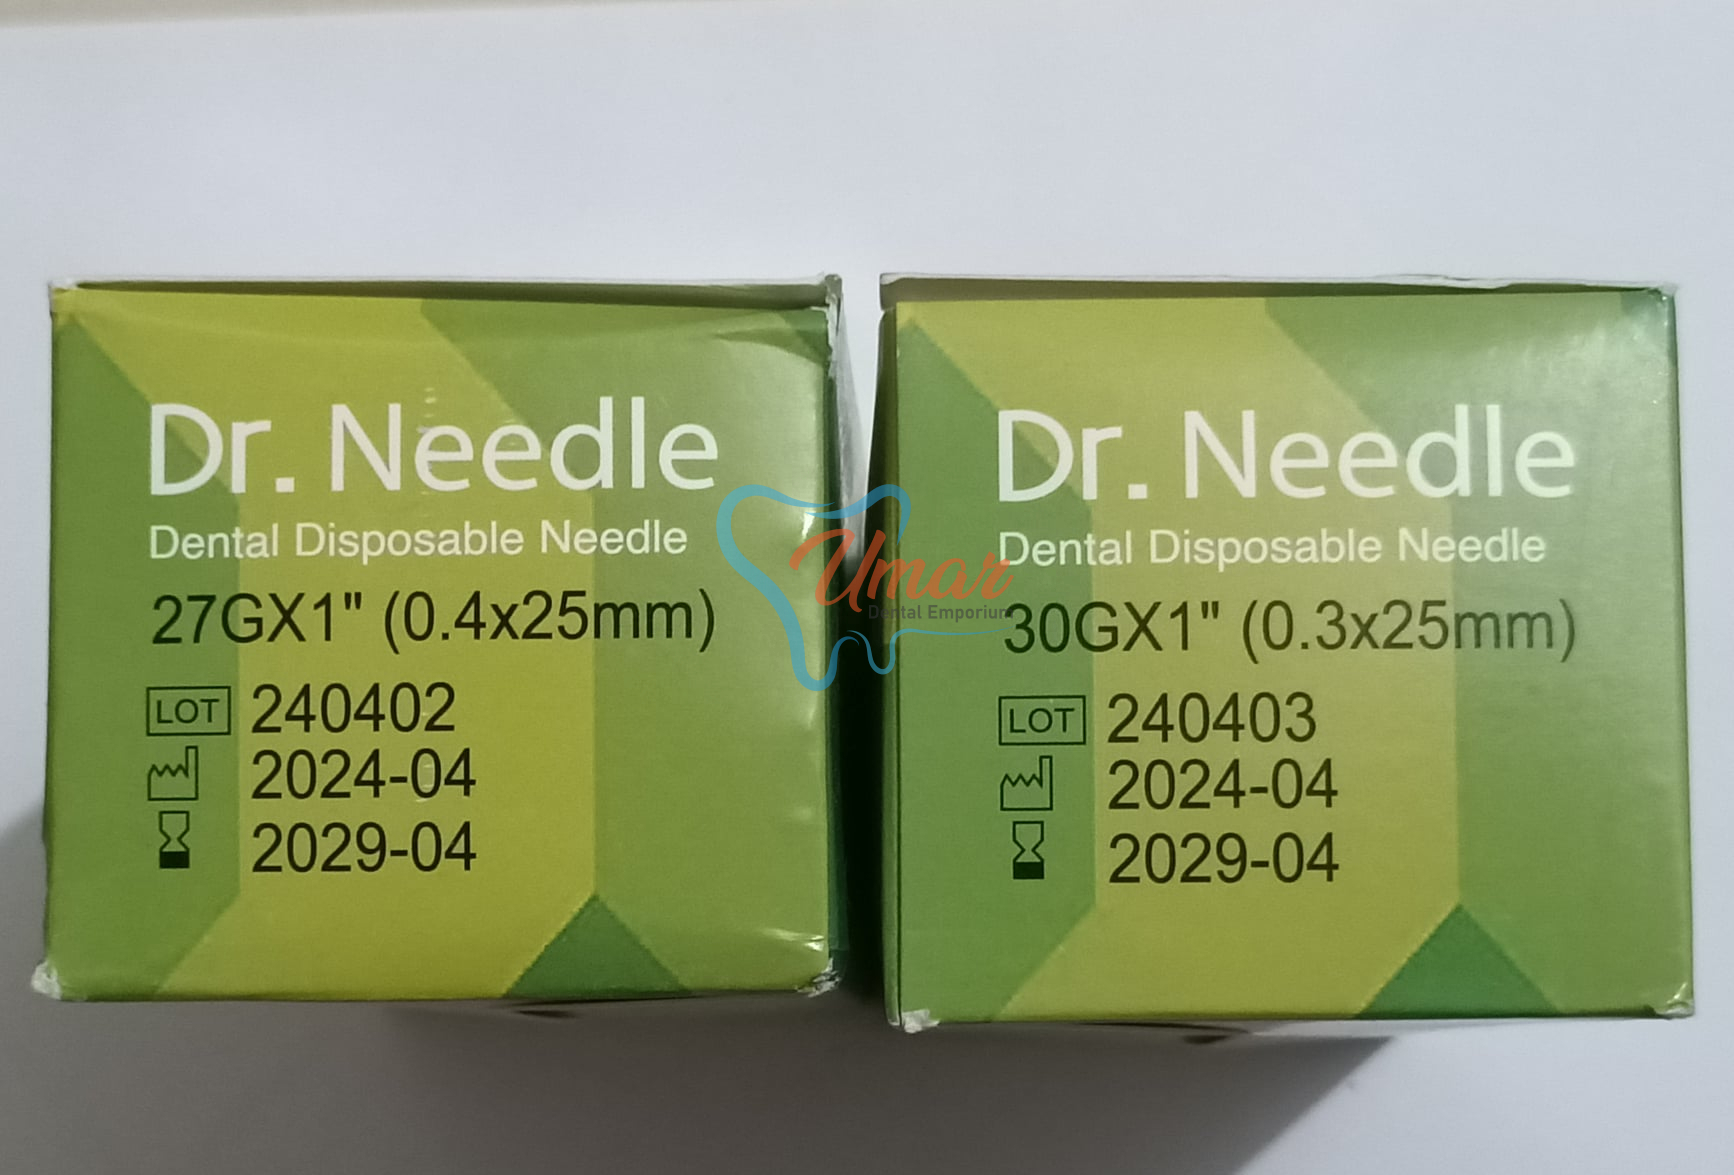 Dr. Needle
Dental Disposable Needle
27GX1" (0.4x25mm)
LOT 240402
2024-04
2029-04
Umar
Dental Emporium
Dr. Needle
Dental Disposable Needle
30GX1" (0.3x25mm)
LOT 240403
2024-04
2029-04